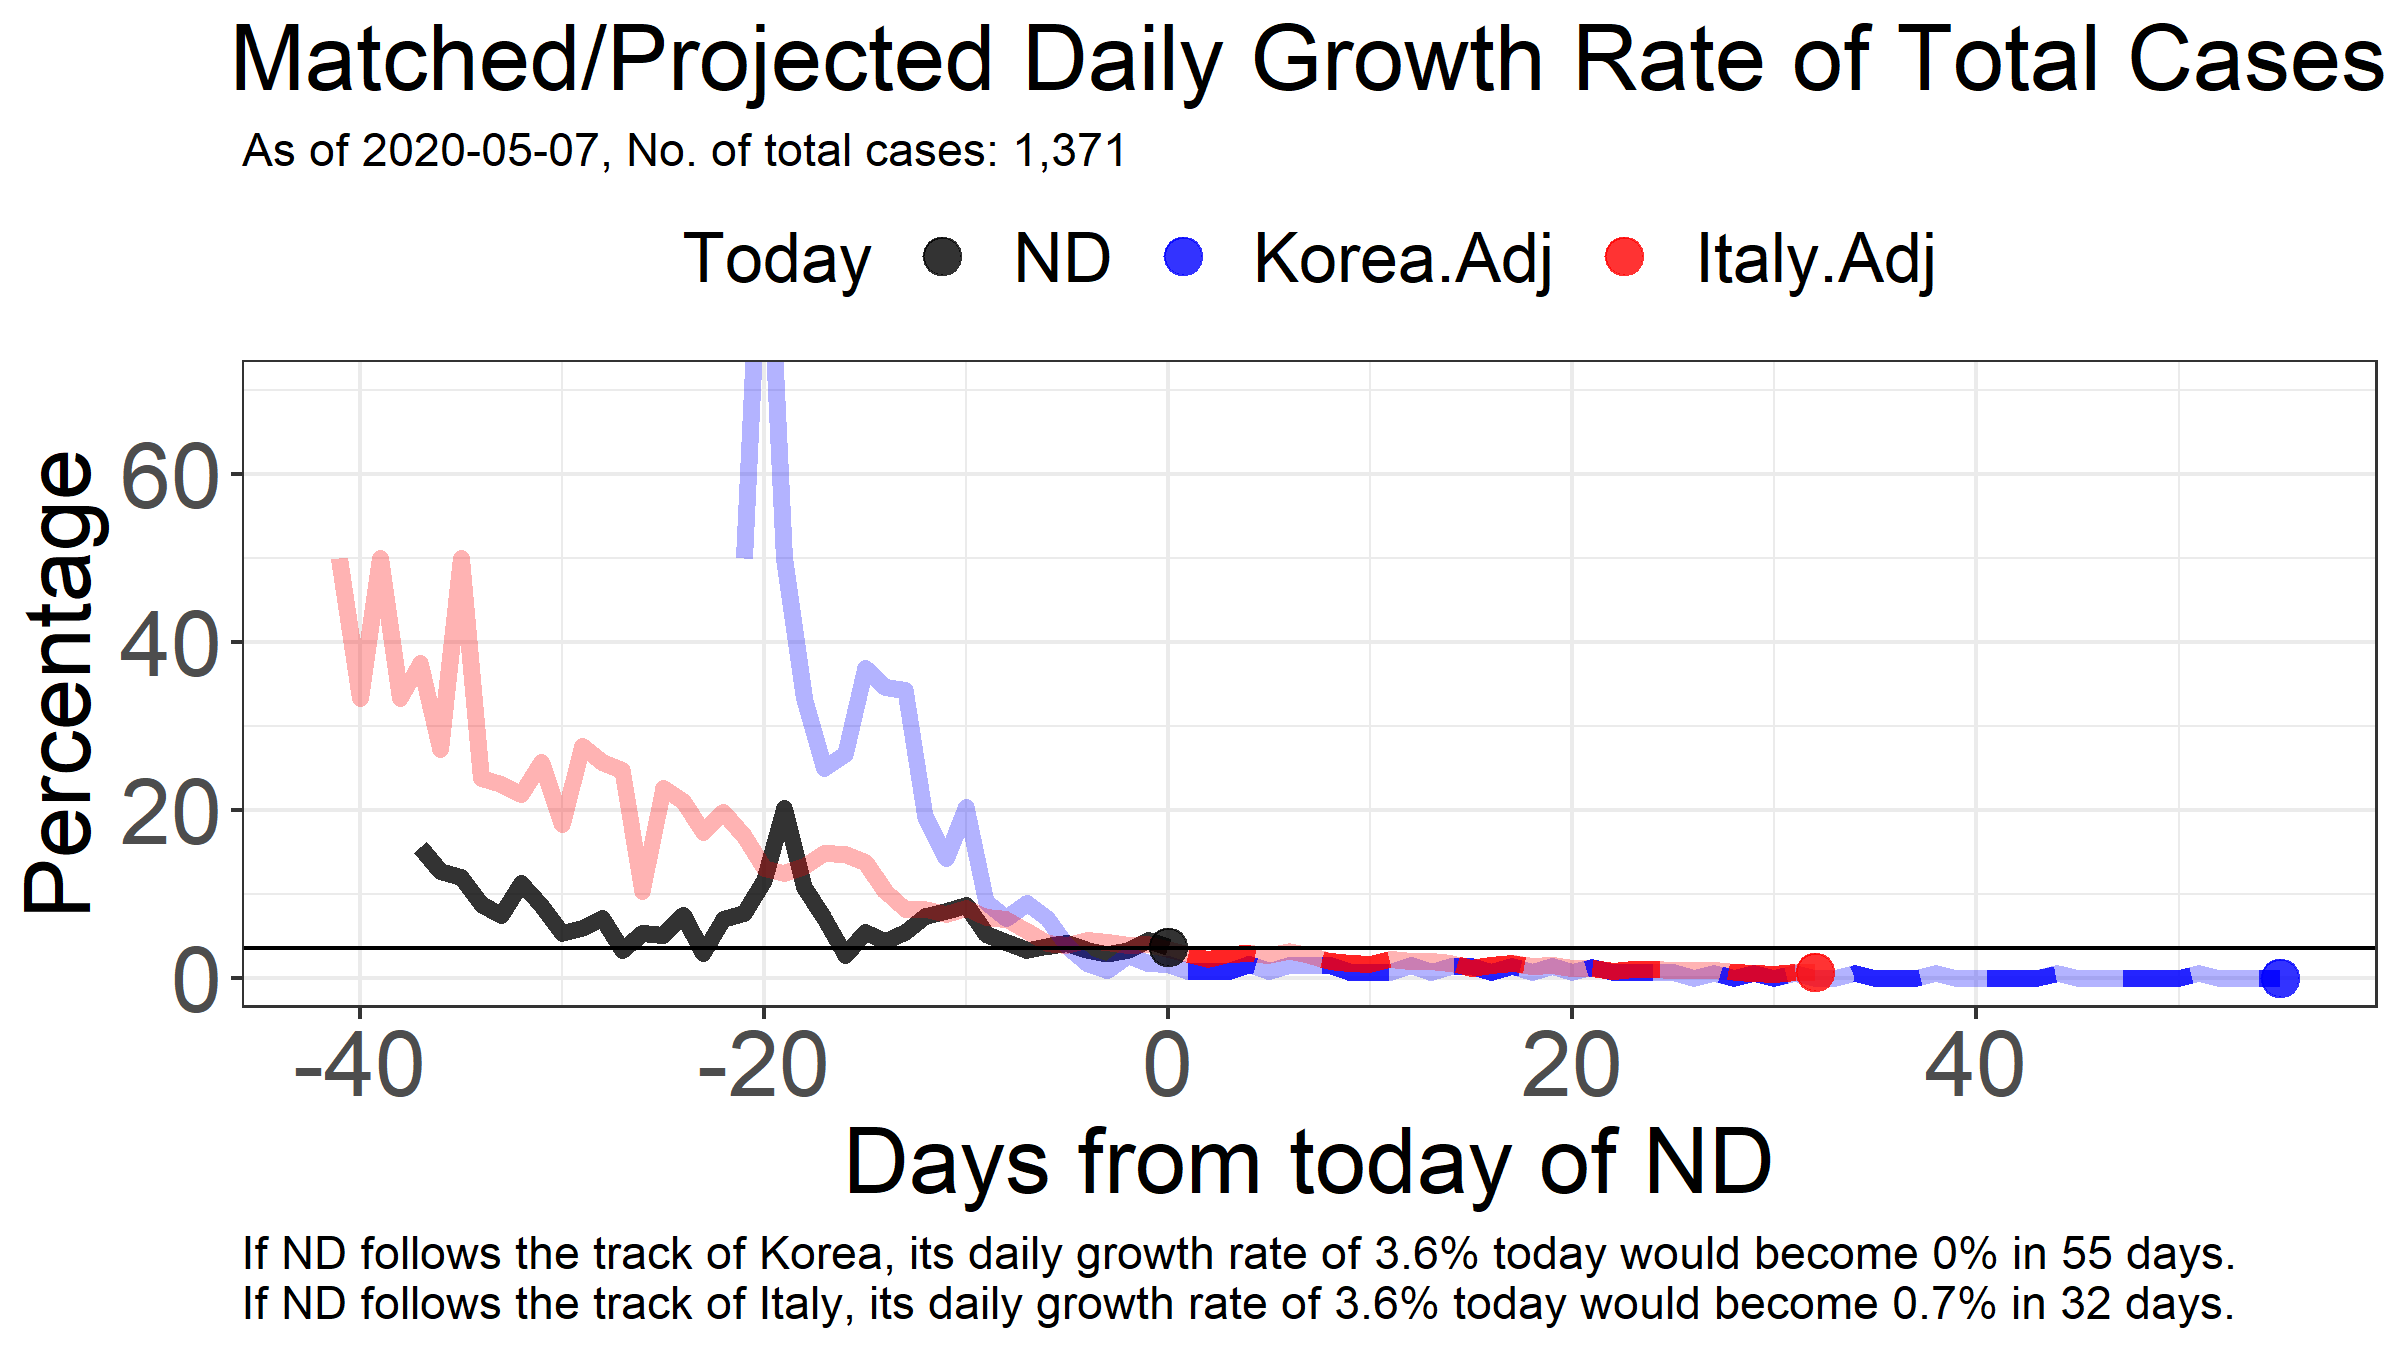 Matched/Projected Daily Growth Rate of Total Cases
As of 2020-05-07, No. of total cases: 1,371
Today ND Korea.Adj Italy.Adj
Percentage
60
40
20
0
-40 -20 0 20 40
Days from today of ND
If ND follows the track of Korea, its daily growth rate of 3.6% today would become 0% in 55 days.
If ND follows the track of Italy, its daily growth rate of 3.6% today would become 0.7% in 32 days.